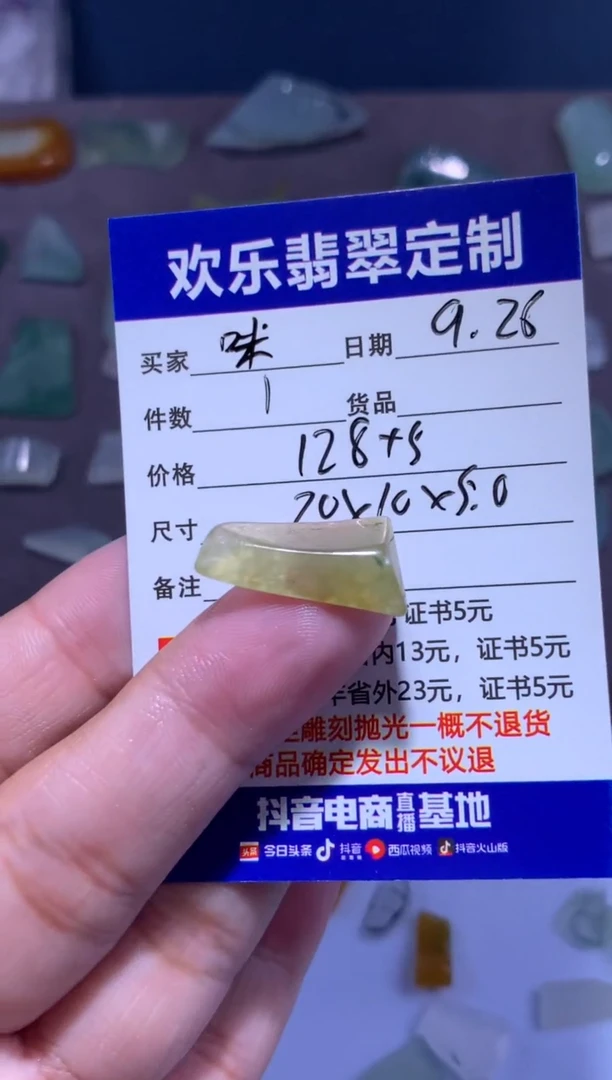 欢乐翡翠定制
买家 咪 日期 9.26
件数 1 货品
价格 128+5
尺寸 20x10x5.0
备注
证书5元
内13元，证书5元
省外23元，证书5元
雕刻抛光一概不退货
商品确定发出不议退
抖音电商直播基地
头条 今日头条 抖音 西瓜视频 抖音火山版